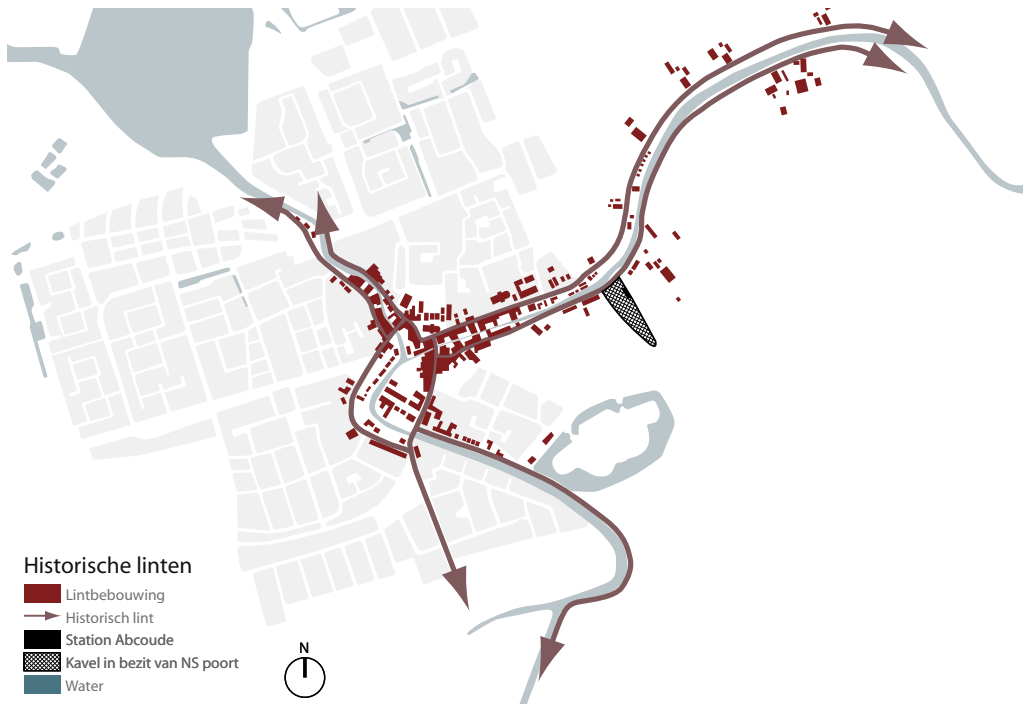 Historische linten
Lintbebouwing
Historisch lint
Station Abcoude
Kavel in bezit van NS poort
Water
N